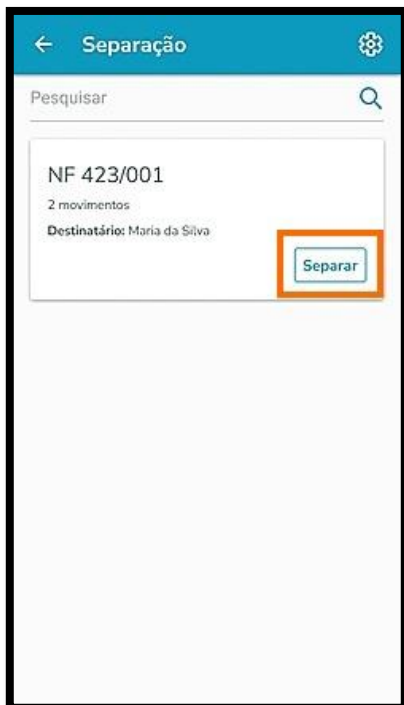 Separação
Pesquisar
NF 423/001
2 movimentos
Destinatário: Maria da Silva
Separar